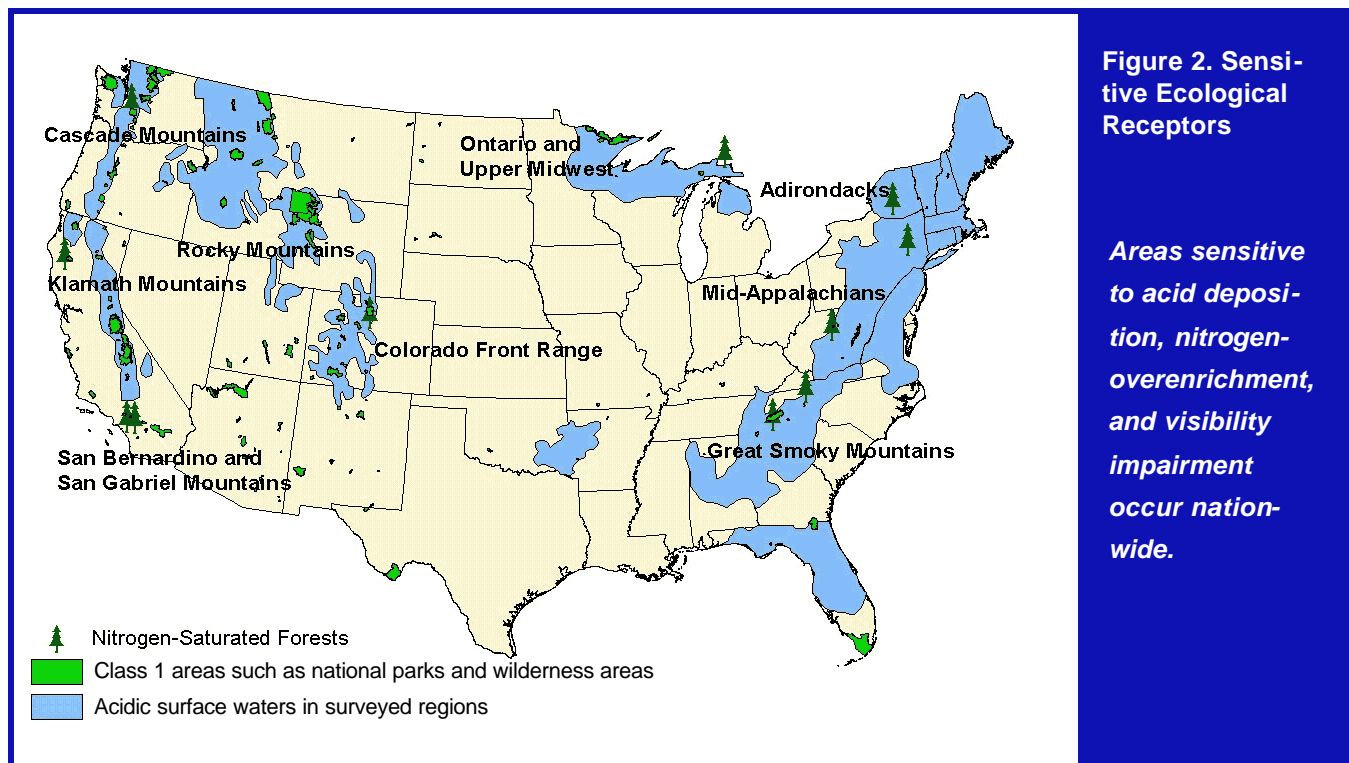 Figure 2. Sensi-
tive Ecological
Receptors
Areas sensitive
to acid deposi-
tion, nitrogen-
overenrichment,
and visibility
impairment
occur nation-
wide.
Cascade Mountains
Ontario and
Upper Midwest
Adirondacks
Rocky Mountains
Klamath Mountains
Mid-Appalachians
Colorado Front Range
Great Smoky Mountains
San Bernardino and
San Gabriel Mountains
Nitrogen-Saturated Forests
Class 1 areas such as national parks and wilderness areas
Acidic surface waters in surveyed regions